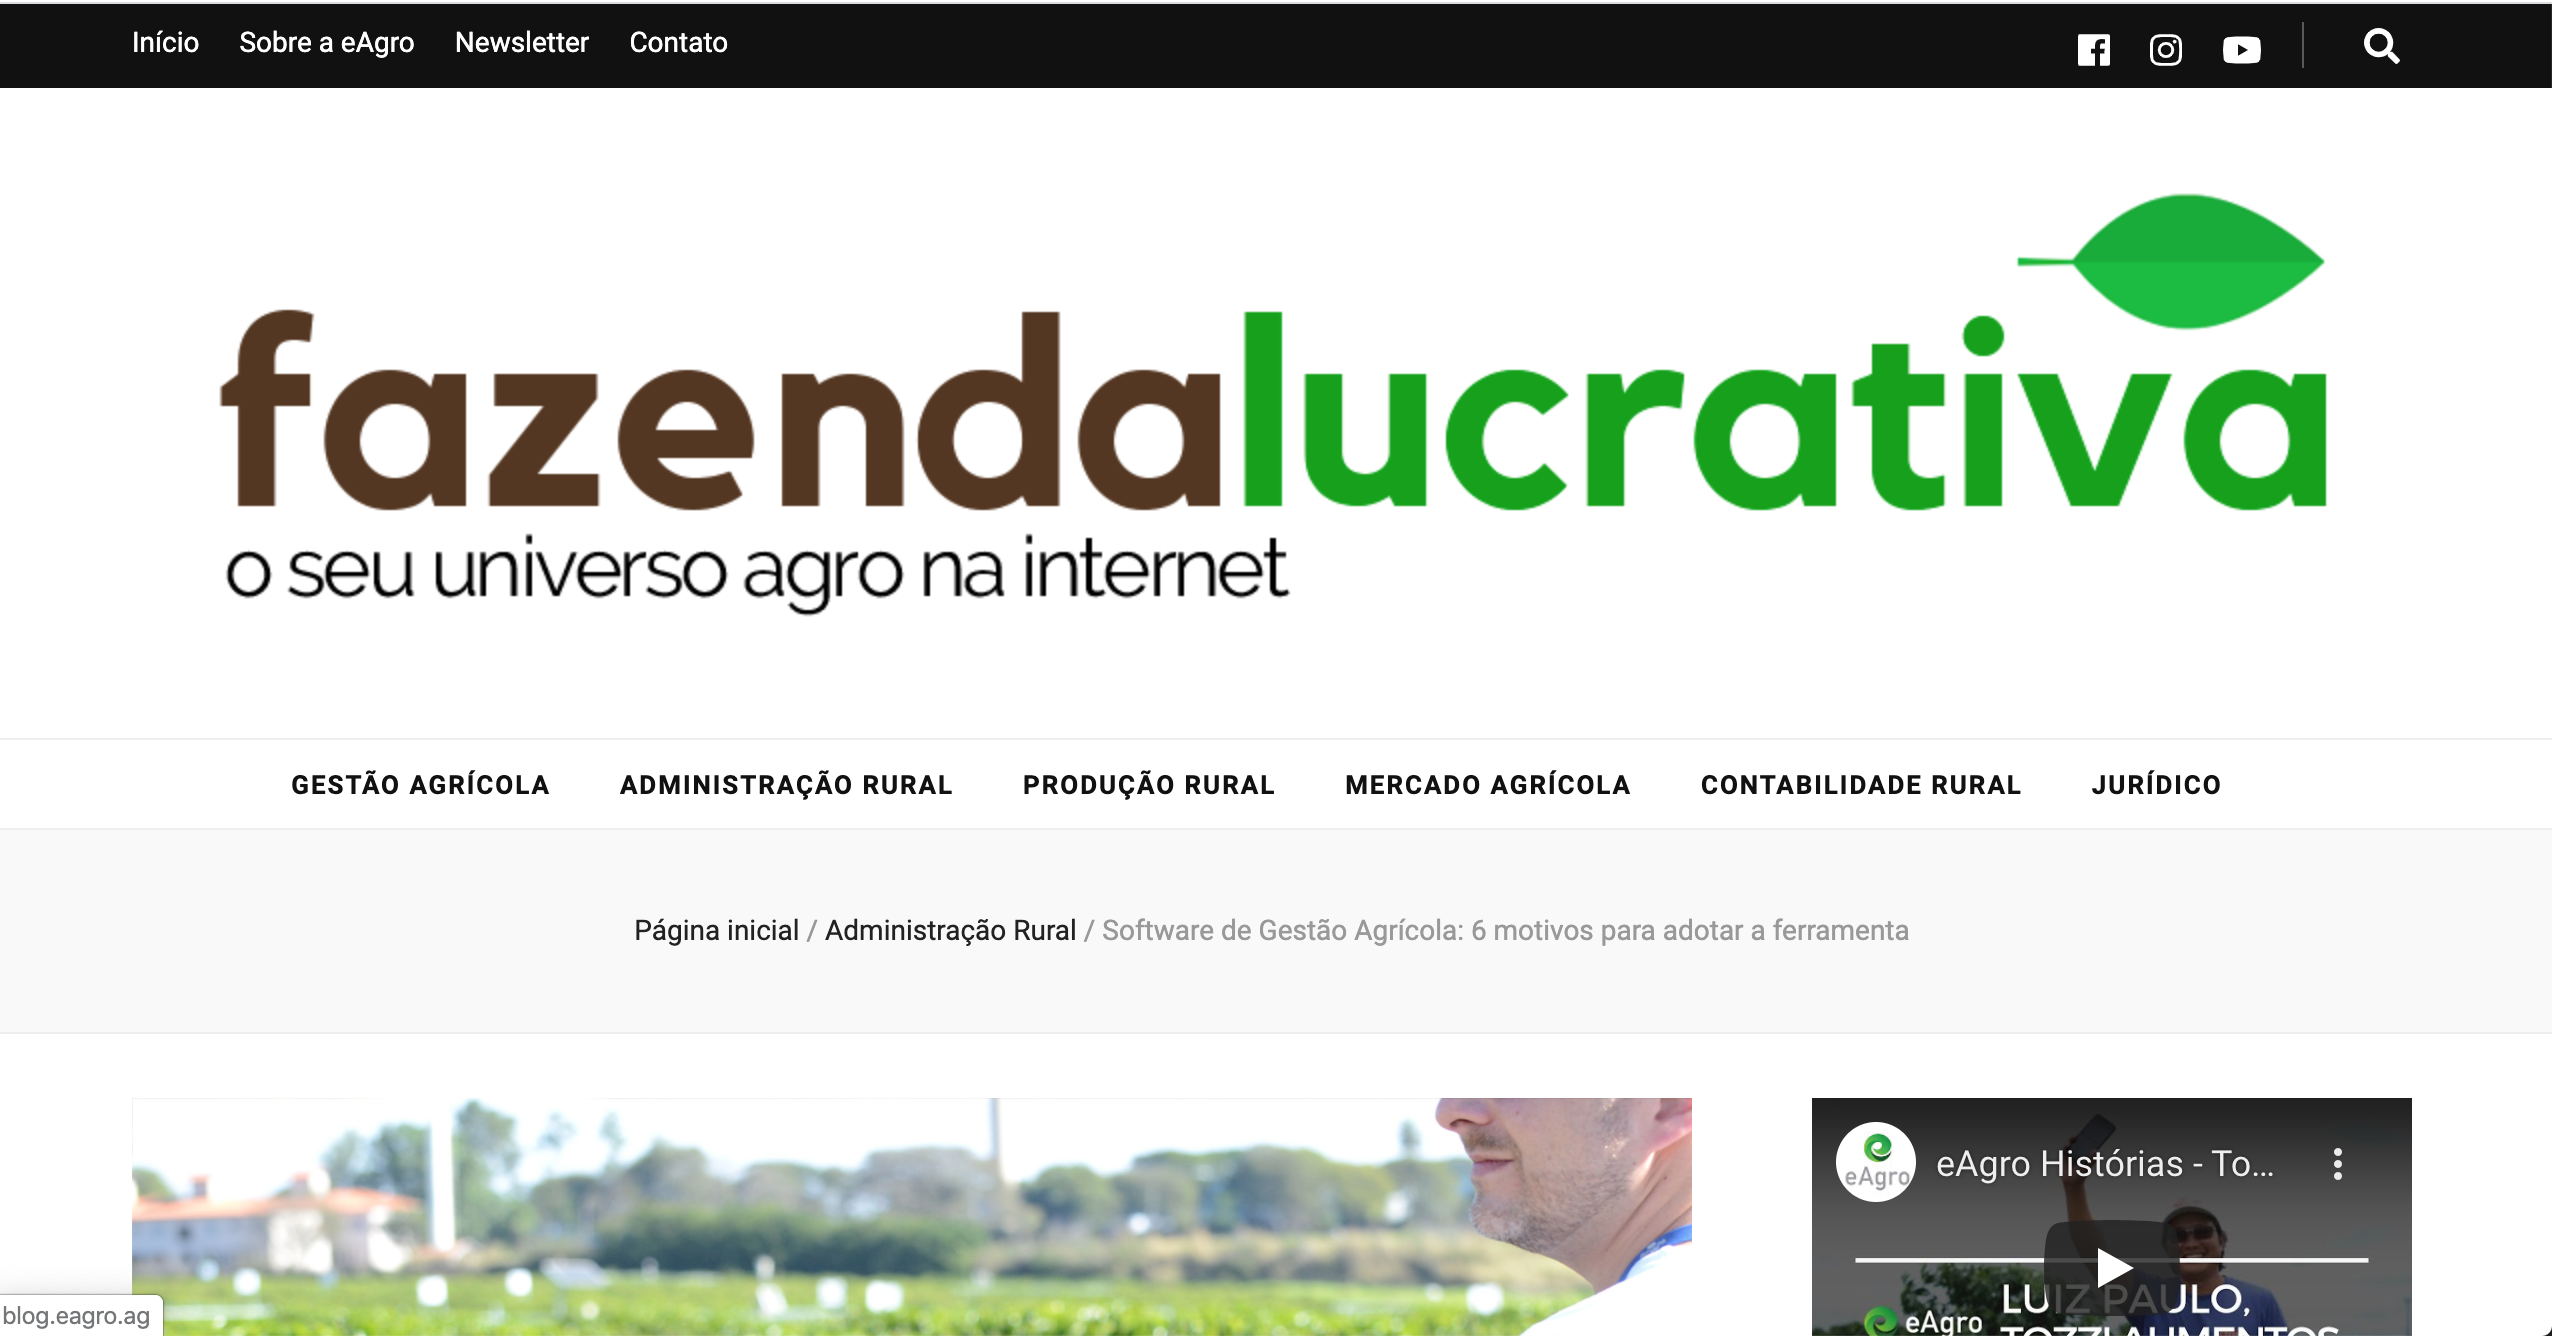 Início Sobre a eAgro Newsletter Contato
fazendalucrativa
o seu universo agro na internet
GESTÃO AGRÍCOLA ADMINISTRAÇÃO RURAL PRODUÇÃO RURAL MERCADO AGRÍCOLA CONTABILIDADE RURAL JURÍDICO
Página inicial / Administração Rural / Software de Gestão Agrícola: 6 motivos para adotar a ferramenta
eAgro eAgro Histórias - To...
LUIZ PAULO,
eAgro TOZZI ALIMENTOS
blog.eagro.ag